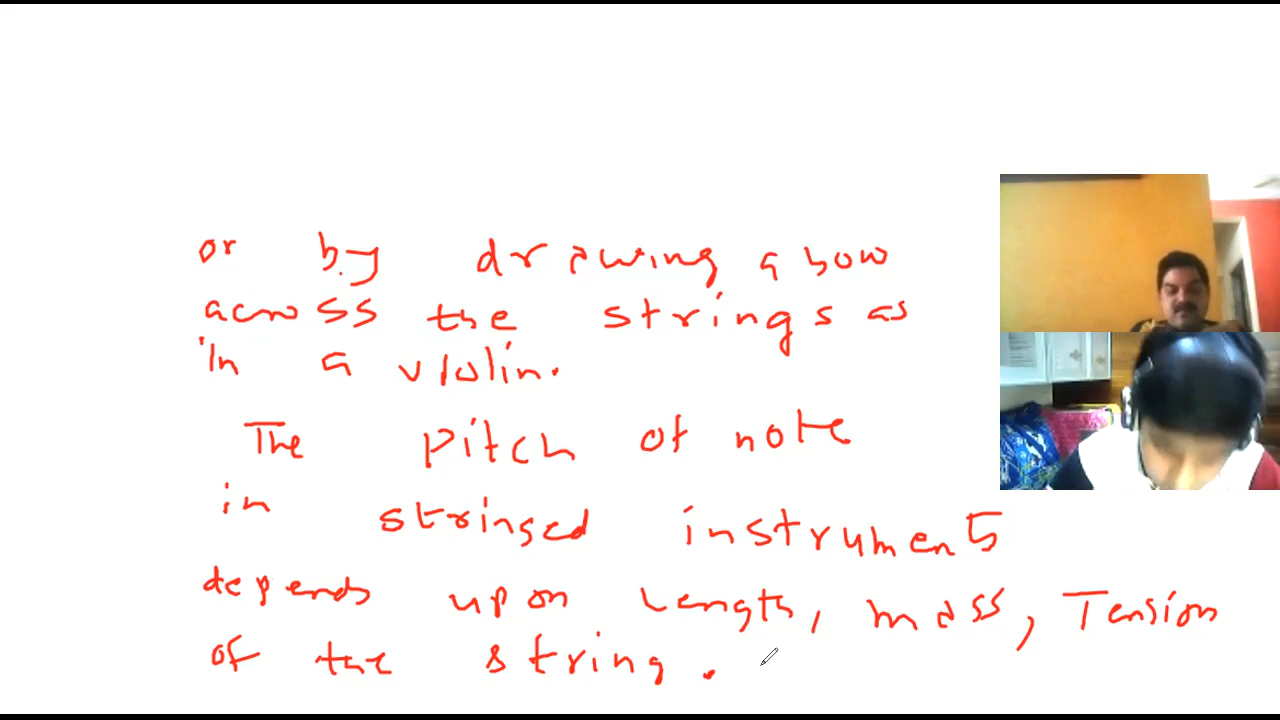 or by drawing a bow
across the strings as
in a violin.
The pitch of note
in stringed instruments
depends upon Length, mass, Tension
of the string.